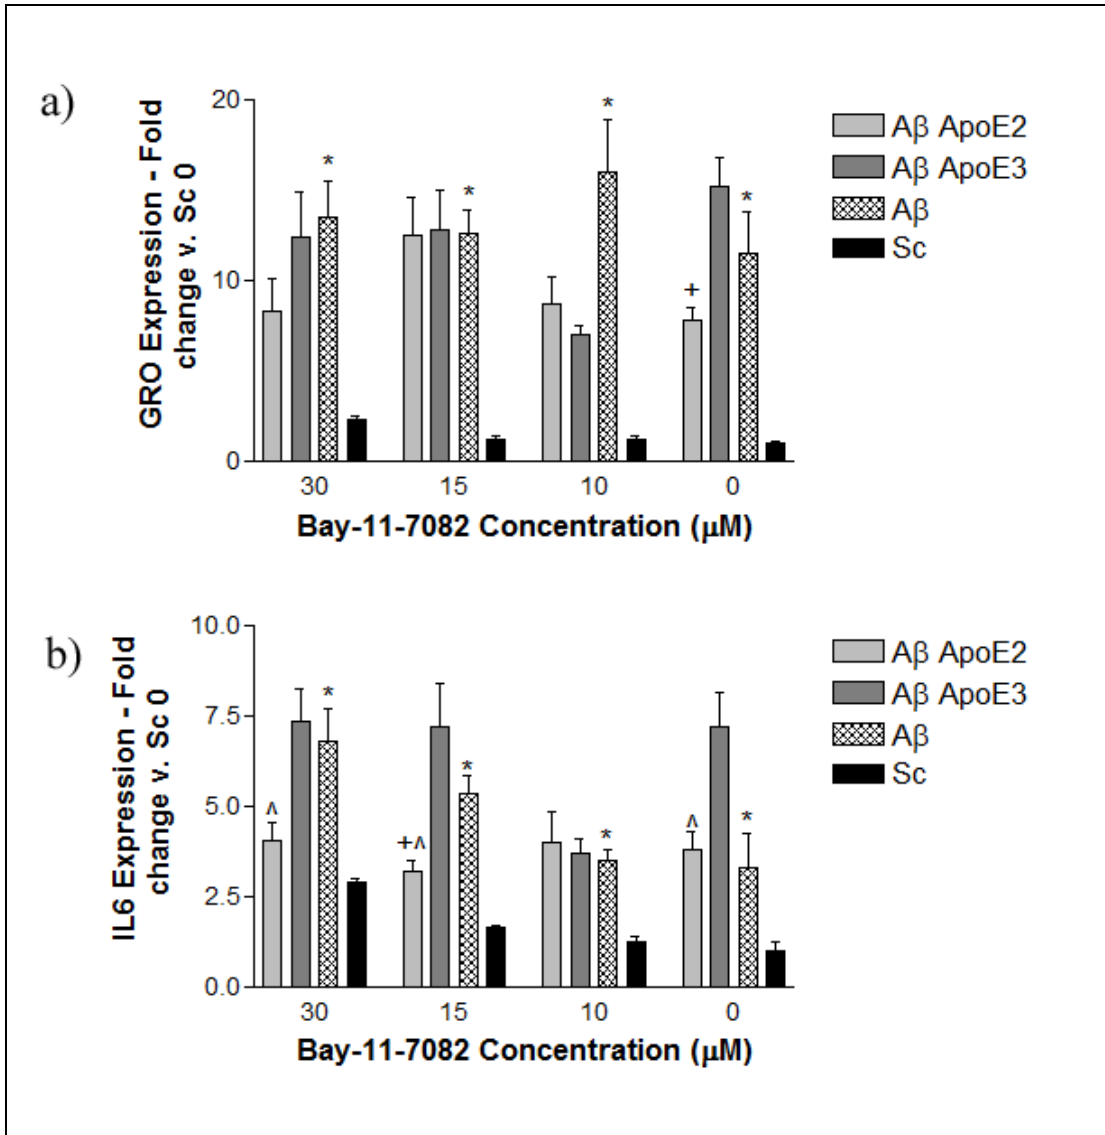 a)
GRO Expression - Fold
change v. Sc 0
20
10
0
*
*
*
+
*
30
15
10
0
Bay-11-7082 Concentration (μM)
Aβ ApoE2
Aβ ApoE3
Aβ
Sc
b)
IL6 Expression - Fold
change v. Sc 0
10.0
7.5
5.0
2.5
0.0
^
*
+^
*
*
^
*
30
15
10
0
Bay-11-7082 Concentration (μM)
Aβ ApoE2
Aβ ApoE3
Aβ
Sc